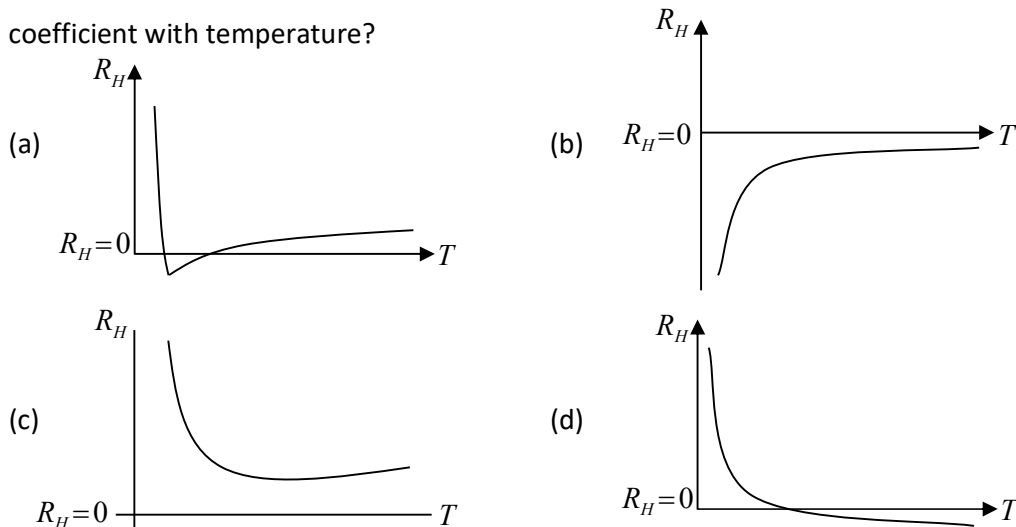 coefficient with temperature?
(a)
R_H
R_H=0
T
(b)
R_H
R_H=0
T
(c)
R_H
R_H=0
T
(d)
R_H
R_H=0
T